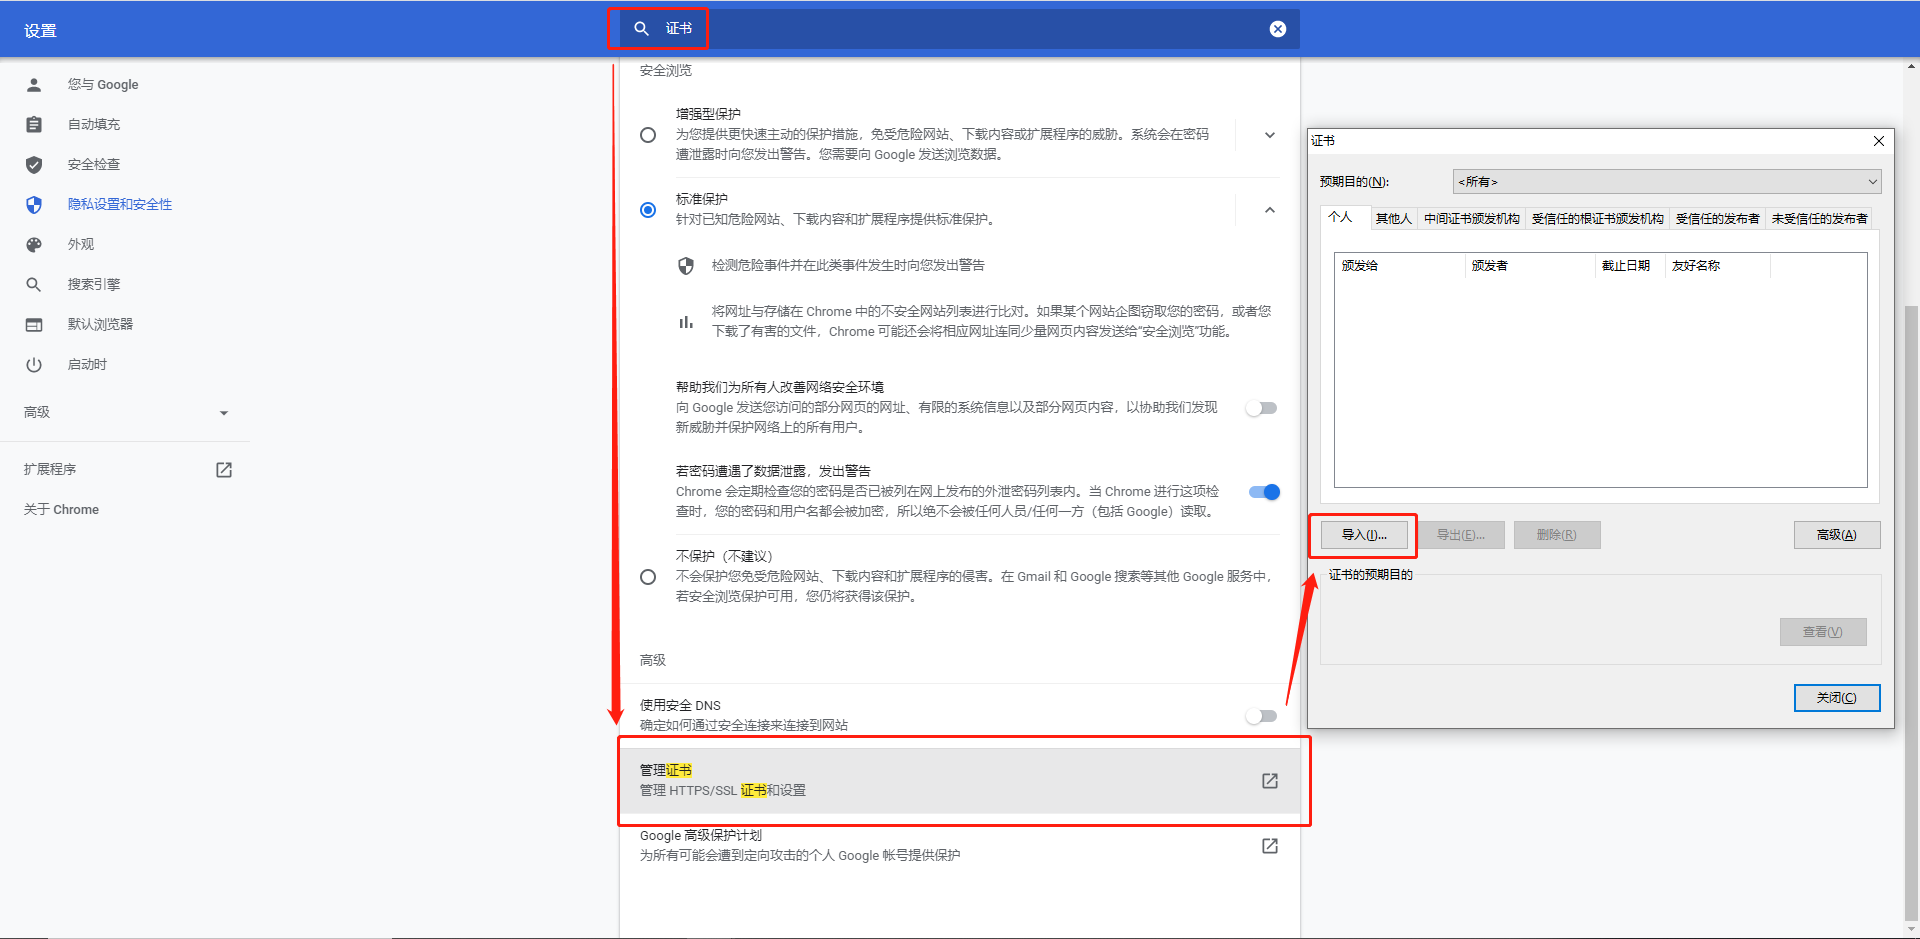 设置
证书
您与 Google
自动填充
安全检查
隐私设置和安全性
外观
搜索引擎
默认浏览器
启动时
高级
扩展程序
关于 Chrome
安全浏览
增强型保护
为您提供更快速主动的保护措施，免受危险网站、下载内容或扩展程序的威胁。系统会在密码
遭泄露时向您发出警告。您需要向 Google 发送浏览数据。
标准保护
针对已知危险网站、下载内容和扩展程序提供标准保护。
检测危险事件并在此类事件发生时向您发出警告
将网址与存储在 Chrome 中的不安全网站列表进行比对。如果某个网站企图窃取您的密码，或者您
下载了有害的文件，Chrome 可能还会将相应网址连同少量网页内容发送给“安全浏览”功能。
帮助我们为所有人改善网络安全环境
向 Google 发送您访问的部分网页的网址、有限的系统信息以及部分网页内容，以协助我们发现
新威胁并保护网络上的所有用户。
若密码遭遇了数据泄露，发出警告
Chrome 会定期检查您的密码是否已被列在网上发布的外泄密码列表内。当 Chrome 进行这项检
查时，您的密码和用户名都会被加密，所以绝不会被任何人员/任何一方（包括 Google）读取。
不保护（不建议）
不会保护您免受危险网站、下载内容和扩展程序的侵害。在 Gmail 和 Google 搜索等其他 Google 服务中，
若安全浏览保护可用，您仍将获得该保护。
高级
使用安全 DNS
确定如何通过安全连接来连接到网站
管理证书
管理 HTTPS/SSL 证书和设置
Google 高级保护计划
为所有可能会遭到定向攻击的个人 Google 帐号提供保护
证书
预期目的(N):
<所有>
个人 其他人 中间证书颁发机构 受信任的根证书颁发机构 受信任的发布者 未受信任的发布者
颁发给 颁发者 截止日期 友好名称
导入(I)... 导出(E)... 删除(R) 高级(A)
证书的预期目的
查看(V)
关闭(C)